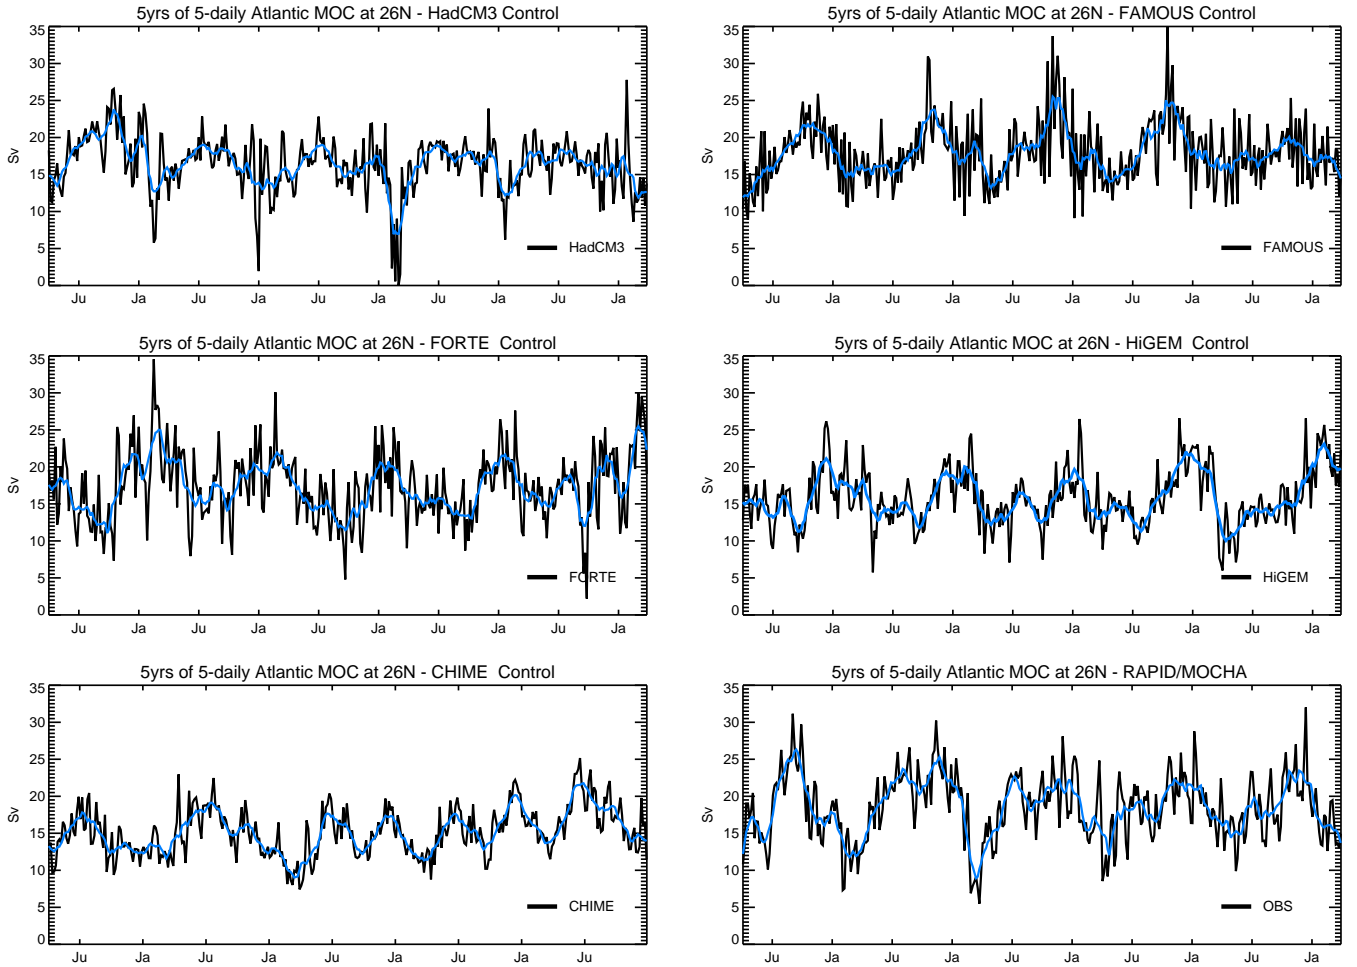 5yrs of 5-daily Atlantic MOC at 26N - HadCM3 Control
35
30
25
20
15
10
5
0
Sv
HadCM3
Ju Ja Ju Ja Ju Ja Ju Ja Ju Ja
5yrs of 5-daily Atlantic MOC at 26N - FAMOUS Control
35
30
25
20
15
10
5
0
Sv
FAMOUS
Ju Ja Ju Ja Ju Ja Ju Ja Ju Ja
5yrs of 5-daily Atlantic MOC at 26N - FORTE  Control
35
30
25
20
15
10
5
0
Sv
FORTE
Ju Ja Ju Ja Ju Ja Ju Ja Ju Ja
5yrs of 5-daily Atlantic MOC at 26N - HiGEM  Control
35
30
25
20
15
10
5
0
Sv
HiGEM
Ju Ja Ju Ja Ju Ja Ju Ja Ju Ja
5yrs of 5-daily Atlantic MOC at 26N - CHIME  Control
35
30
25
20
15
10
5
0
Sv
CHIME
Ju Ja Ju Ja Ju Ja Ju Ja Ju
5yrs of 5-daily Atlantic MOC at 26N - RAPID/MOCHA
35
30
25
20
15
10
5
0
Sv
OBS
Ju Ja Ju Ja Ju Ja Ju Ja Ju Ja